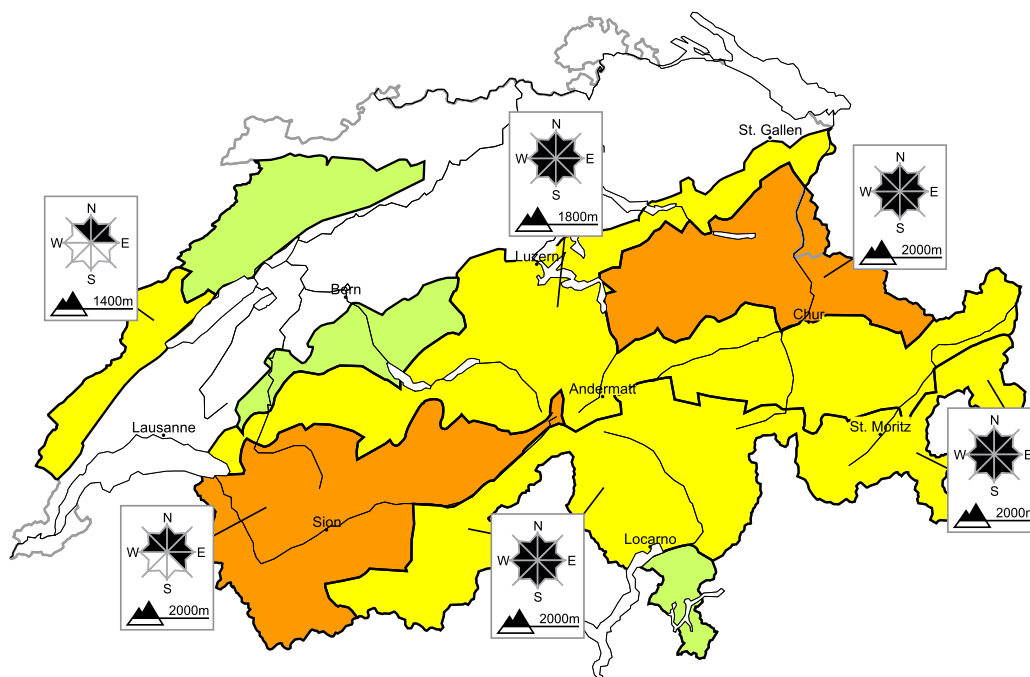 St. Gallen
N
W E
S
1800m
n
N
W E
S
2000m
N
W E
S
1400m
Luzern
Bern
Chur
Andermatt
Lausanne
St. Moritz
N
W E
S
2000m
Sion
N
W E
S
2000m
Locarno
N
W E
S
2000m